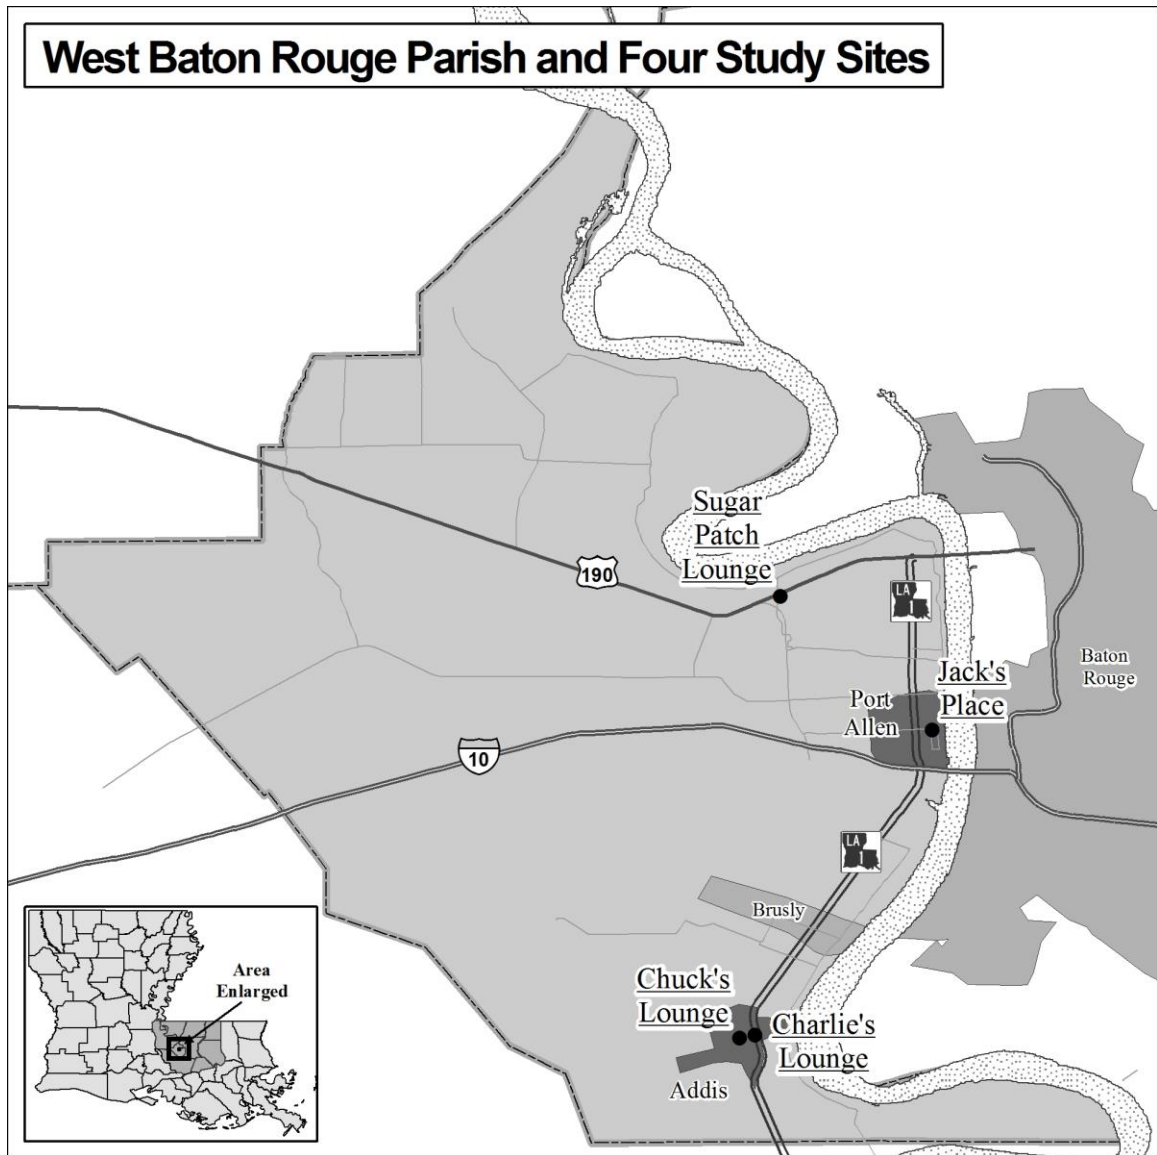 West Baton Rouge Parish and Four Study Sites
Sugar
Patch
Lounge
190
LA
1
Baton
Rouge
Jack's
Place
Port
Allen
10
LA
1
Brusly
Chuck's
Lounge
Charlie's
Lounge
Addis
Area
Enlarged